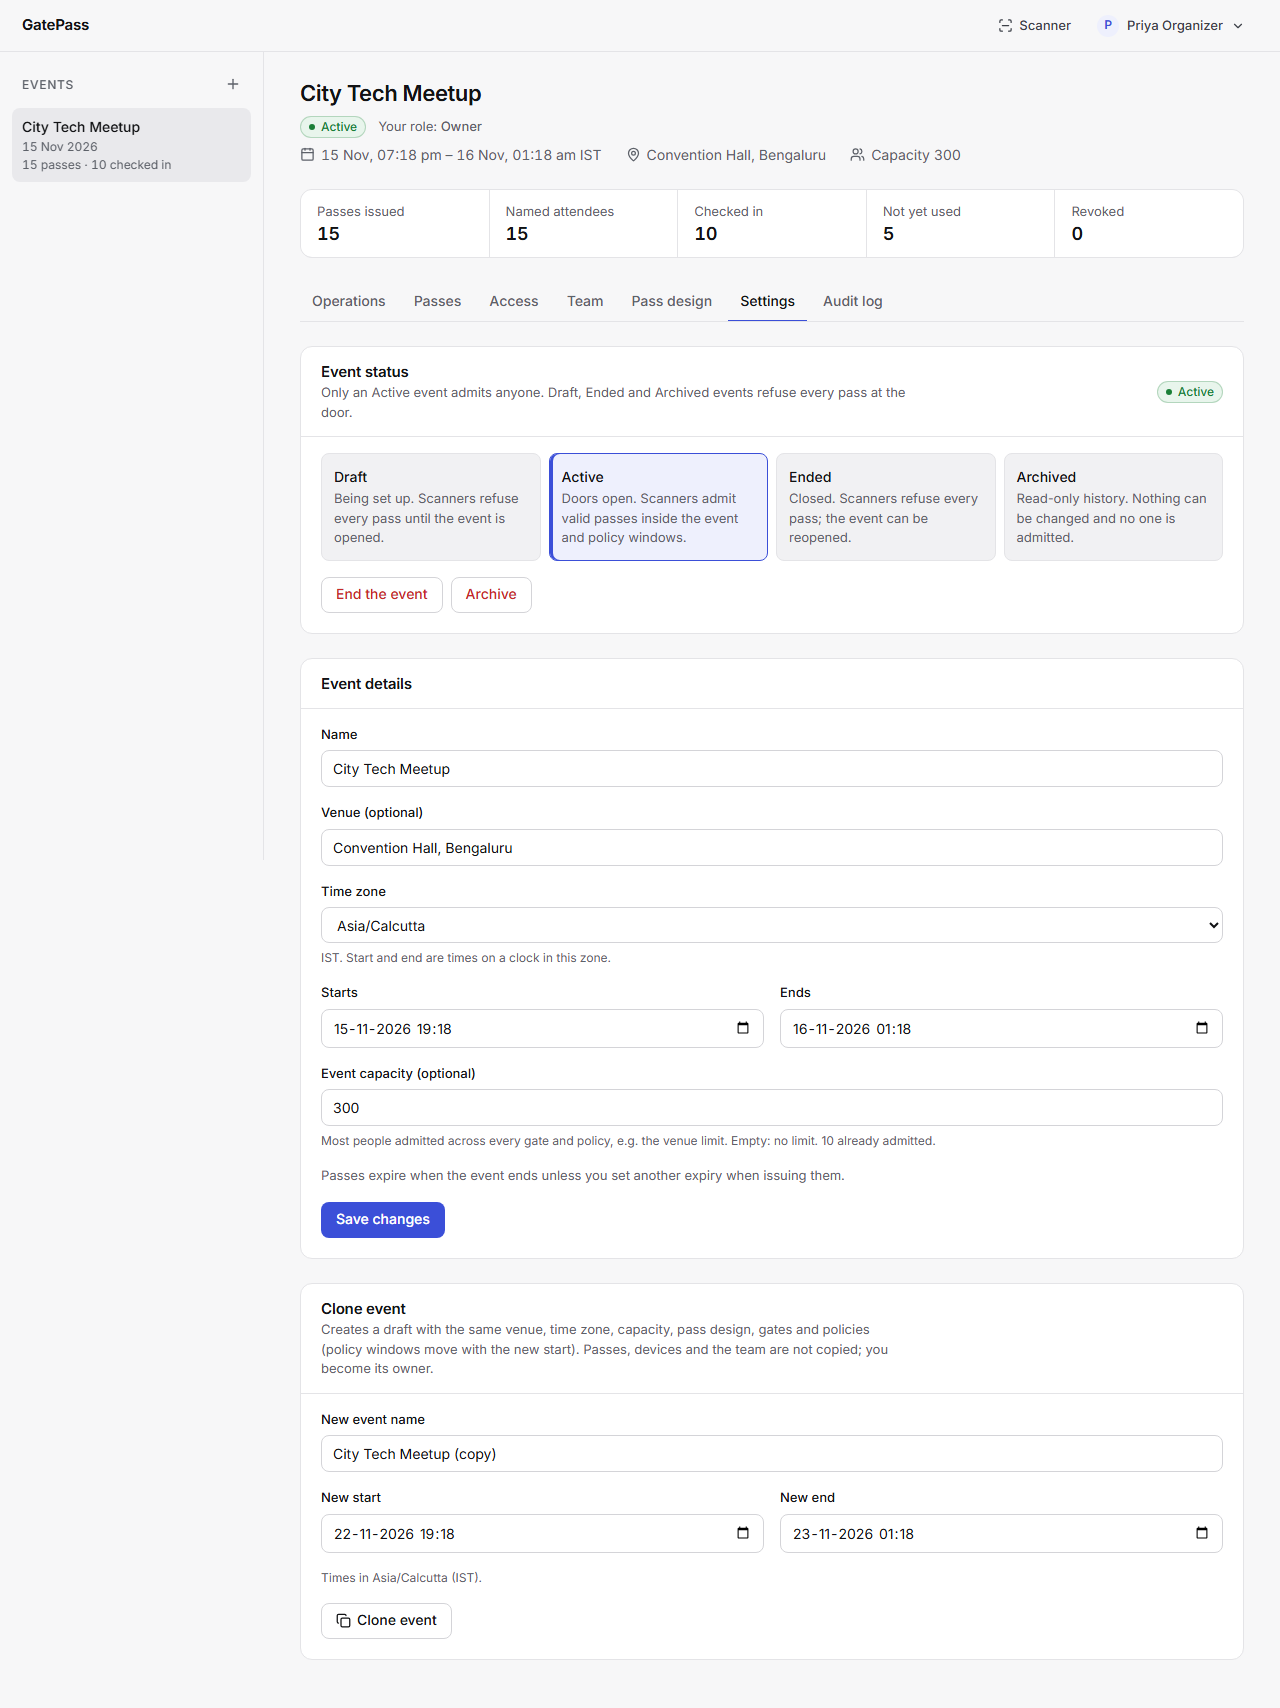 GatePass
Scanner
P
Priya Organizer
EVENTS
City Tech Meetup
15 Nov 2026
15 passes · 10 checked in
City Tech Meetup
Active
Your role: Owner
15 Nov, 07:18 pm – 16 Nov, 01:18 am IST
Convention Hall, Bengaluru
Capacity 300
Passes issued
15
Named attendees
15
Checked in
10
Not yet used
5
Revoked
0
Operations
Passes
Access
Team
Pass design
Settings
Audit log
Event status
Only an Active event admits anyone. Draft, Ended and Archived events refuse every pass at the
door.
Active
Draft
Being set up. Scanners refuse
every pass until the event is
opened.
Active
Doors open. Scanners admit
valid passes inside the event
and policy windows.
Ended
Closed. Scanners refuse every
pass; the event can be
reopened.
Archived
Read-only history. Nothing can
be changed and no one is
admitted.
End the event
Archive
Event details
Name
City Tech Meetup
Venue (optional)
Convention Hall, Bengaluru
Time zone
Asia/Calcutta
IST. Start and end are times on a clock in this zone.
Starts
15-11-2026 19:18
Ends
16-11-2026 01:18
Event capacity (optional)
300
Most people admitted across every gate and policy, e.g. the venue limit. Empty: no limit. 10 already admitted.
Passes expire when the event ends unless you set another expiry when issuing them.
Save changes
Clone event
Creates a draft with the same venue, time zone, capacity, pass design, gates and policies
(policy windows move with the new start). Passes, devices and the team are not copied; you
become its owner.
New event name
City Tech Meetup (copy)
New start
22-11-2026 19:18
New end
23-11-2026 01:18
Times in Asia/Calcutta (IST).
Clone event